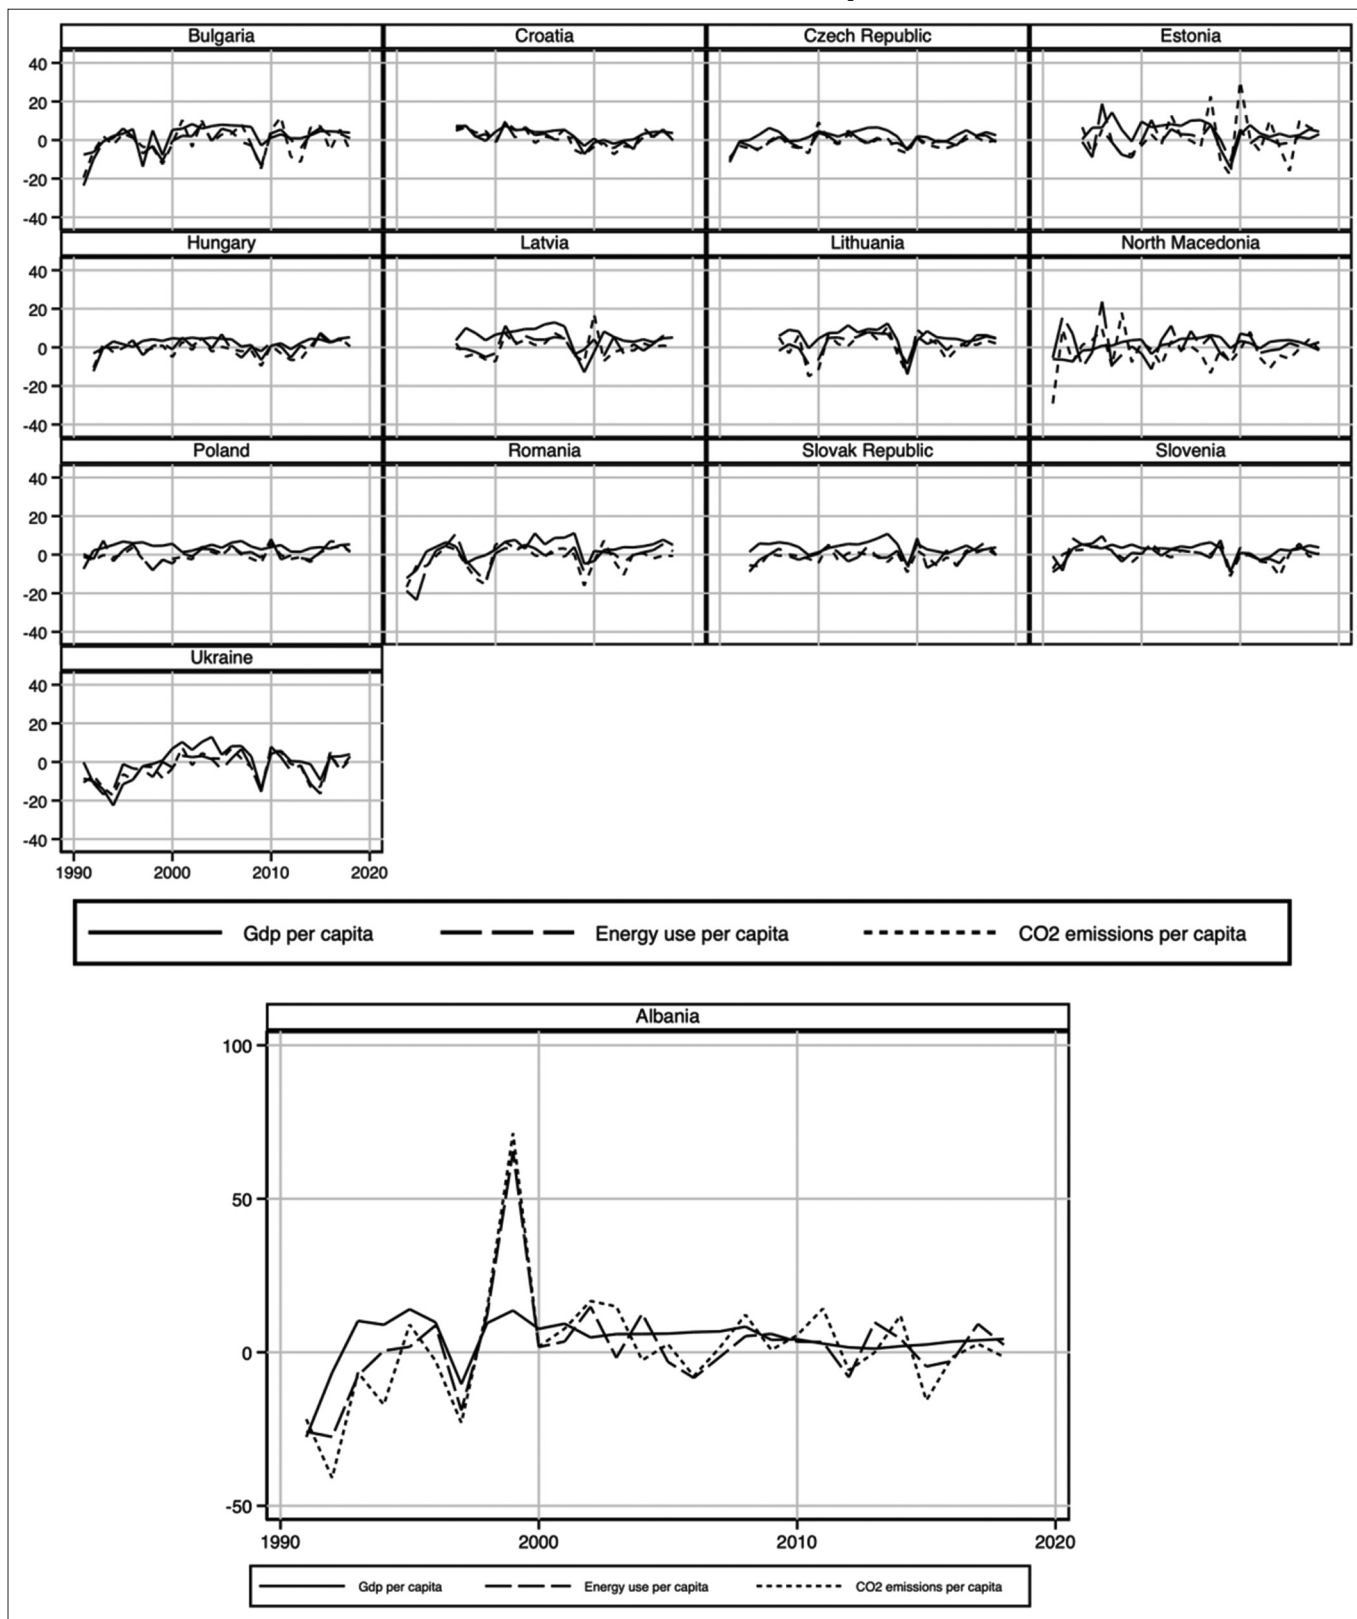 Bulgaria Croatia Czech Republic Estonia
40
20
0
-20
-40
Hungary Latvia Lithuania North Macedonia
40
20
0
-20
-40
Poland Romania Slovak Republic Slovenia
40
20
0
-20
-40
Ukraine
40
20
0
-20
-40
1990 2000 2010 2020
Gdp per capita Energy use per capita CO2 emissions per capita
Albania
100
50
0
-50
1990 2000 2010 2020
Gdp per capita Energy use per capita CO2 emissions per capita